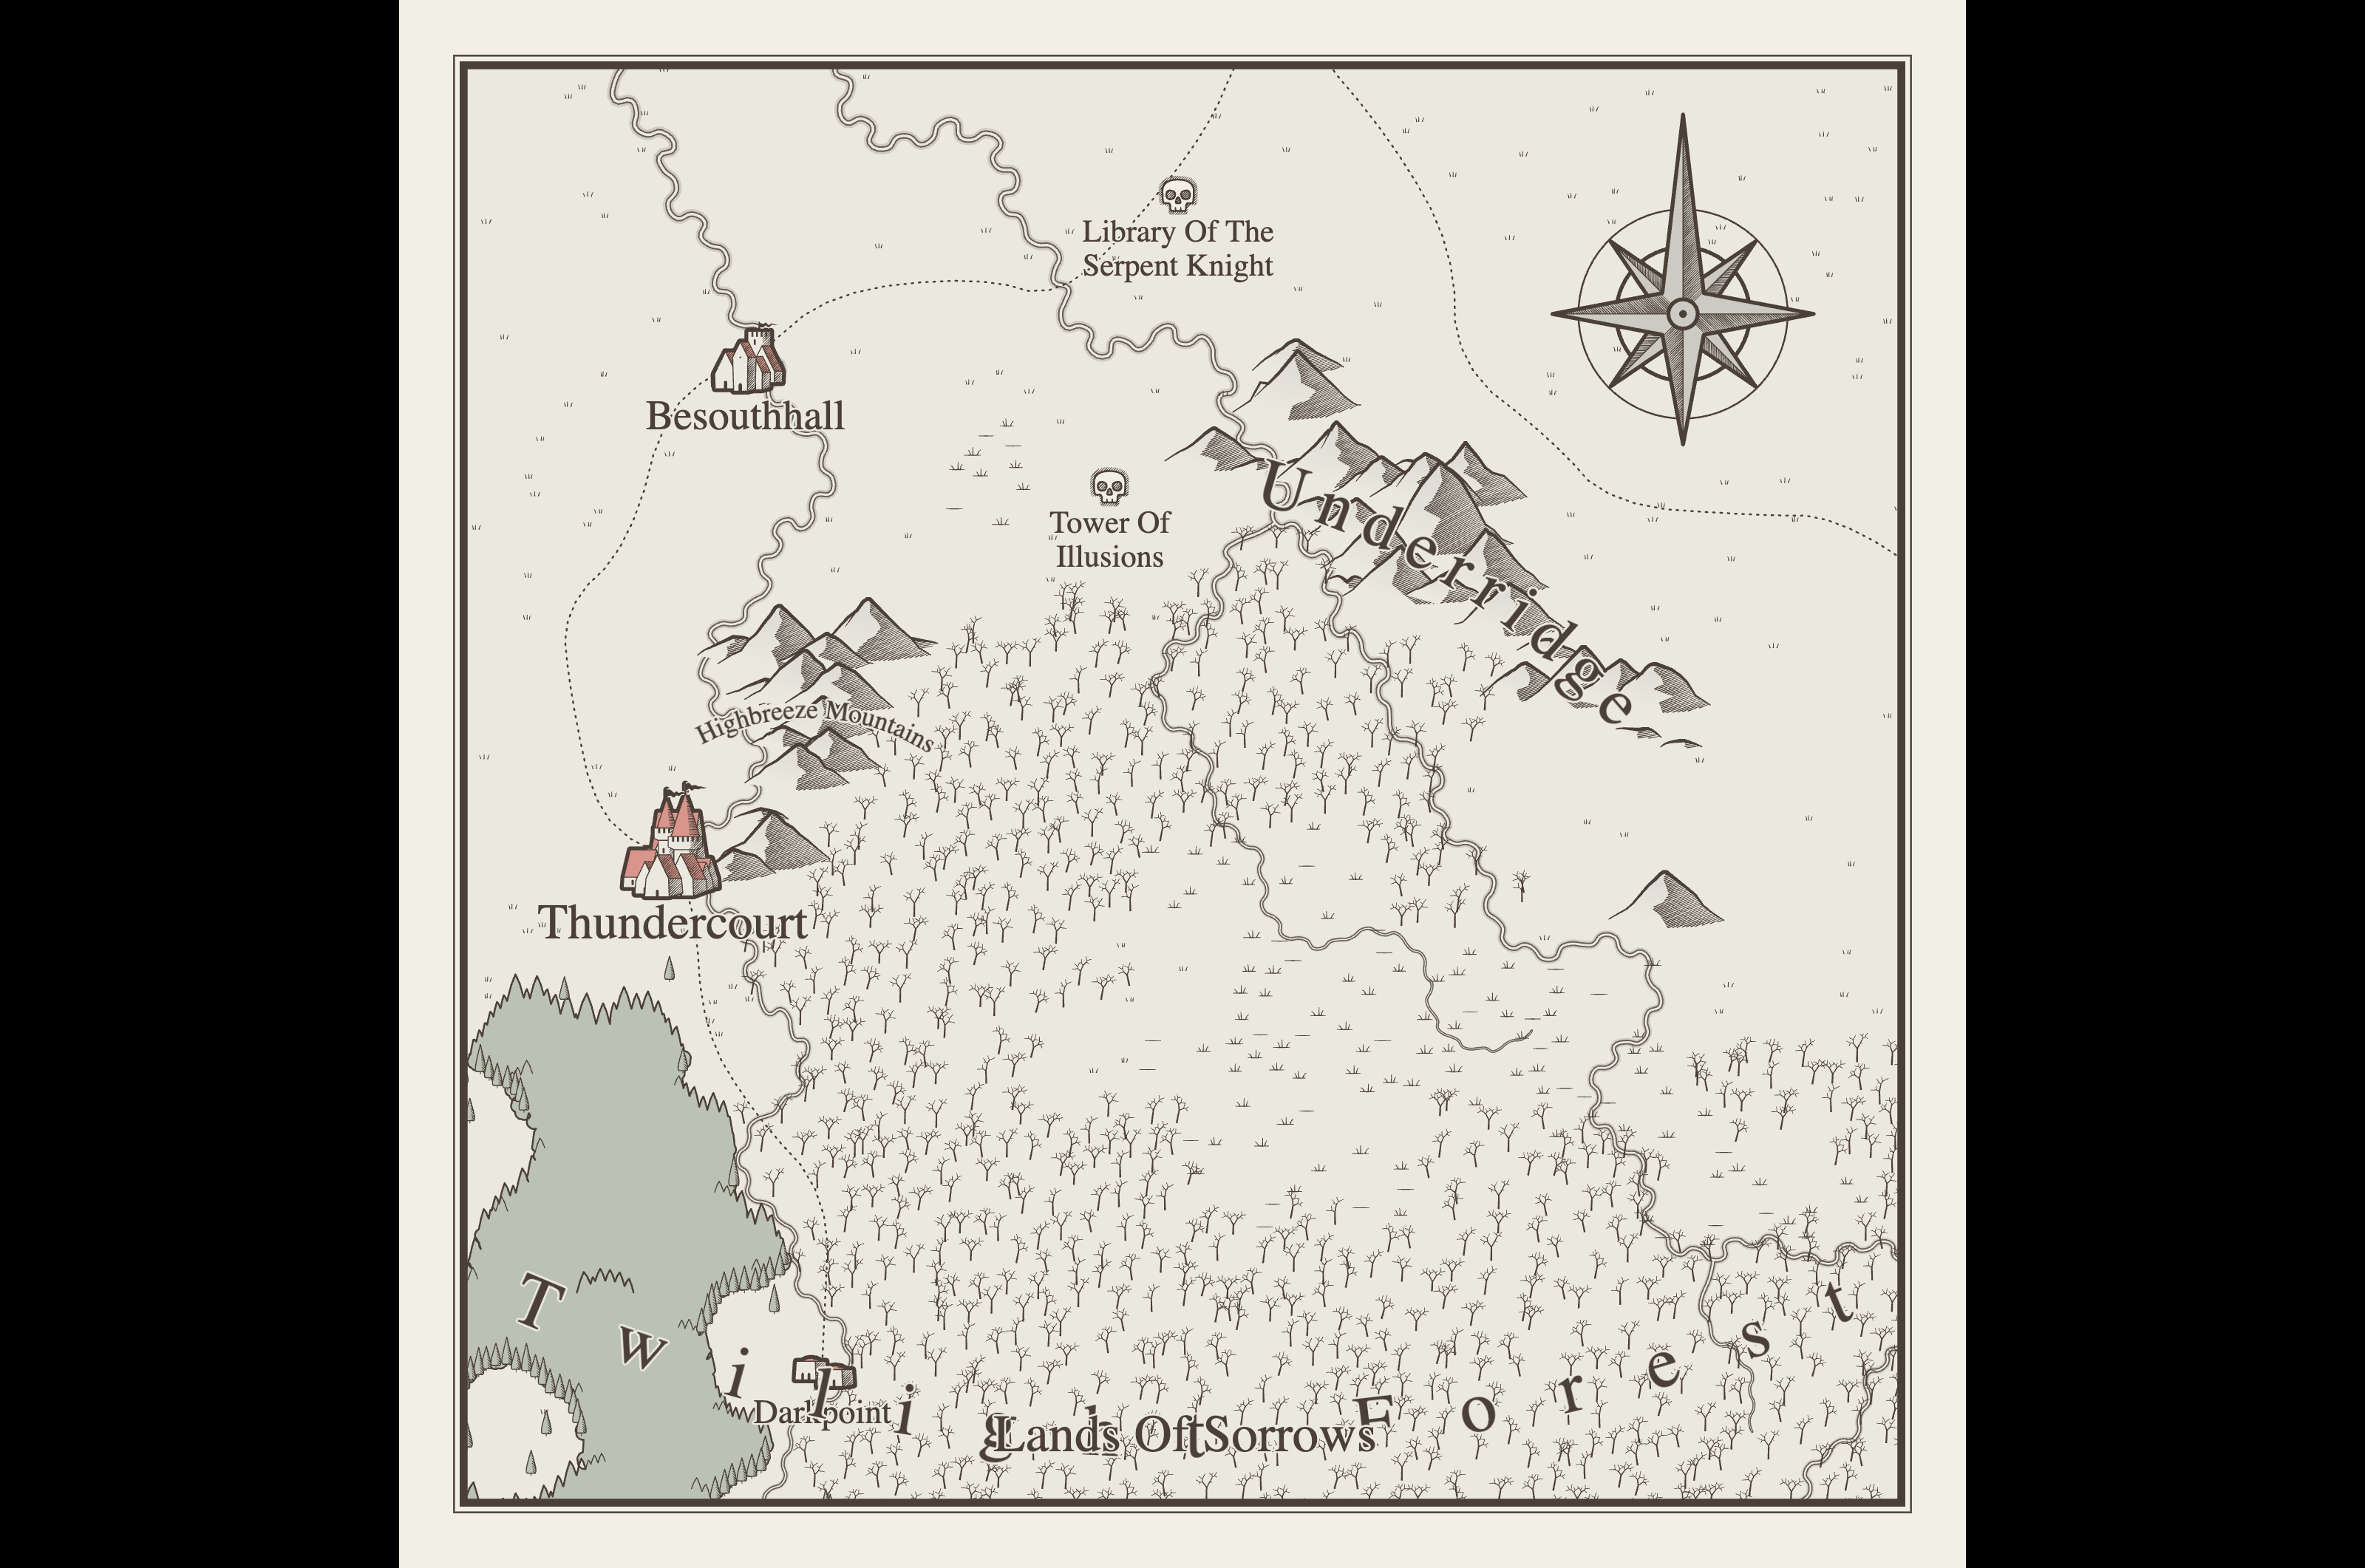 Library Of The
Serpent Knight
Besouthhall
Underridge
Tower Of
Illusions
Highbreeze Mountains
Thundercourt
Twilight Forest
Darkpoint
Lands Of Sorrows